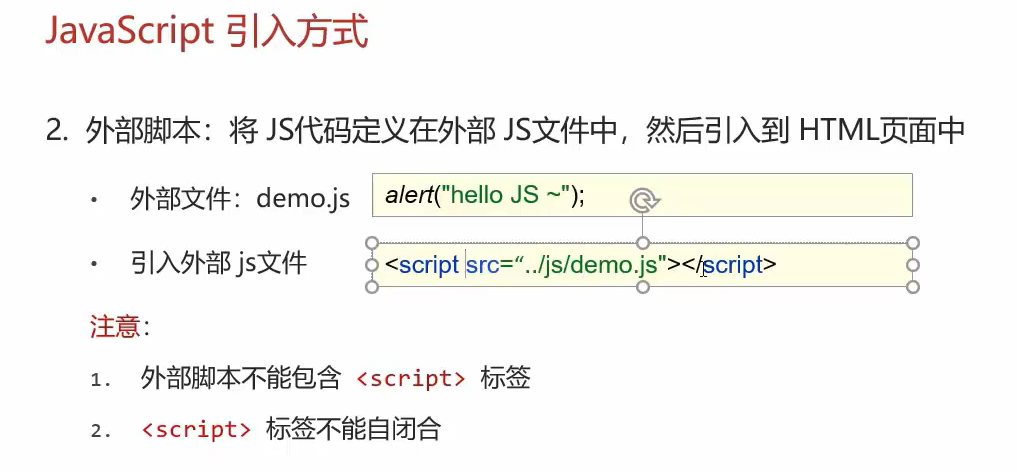 JavaScript 引入方式
2. 外部脚本：将 JS代码定义在外部 JS文件中，然后引入到 HTML页面中
• 外部文件：demo.js alert("hello JS ~");
• 引入外部 js文件 <script src=“../js/demo.js"></script>
注意：
1. 外部脚本不能包含 <script> 标签
2. <script> 标签不能自闭合